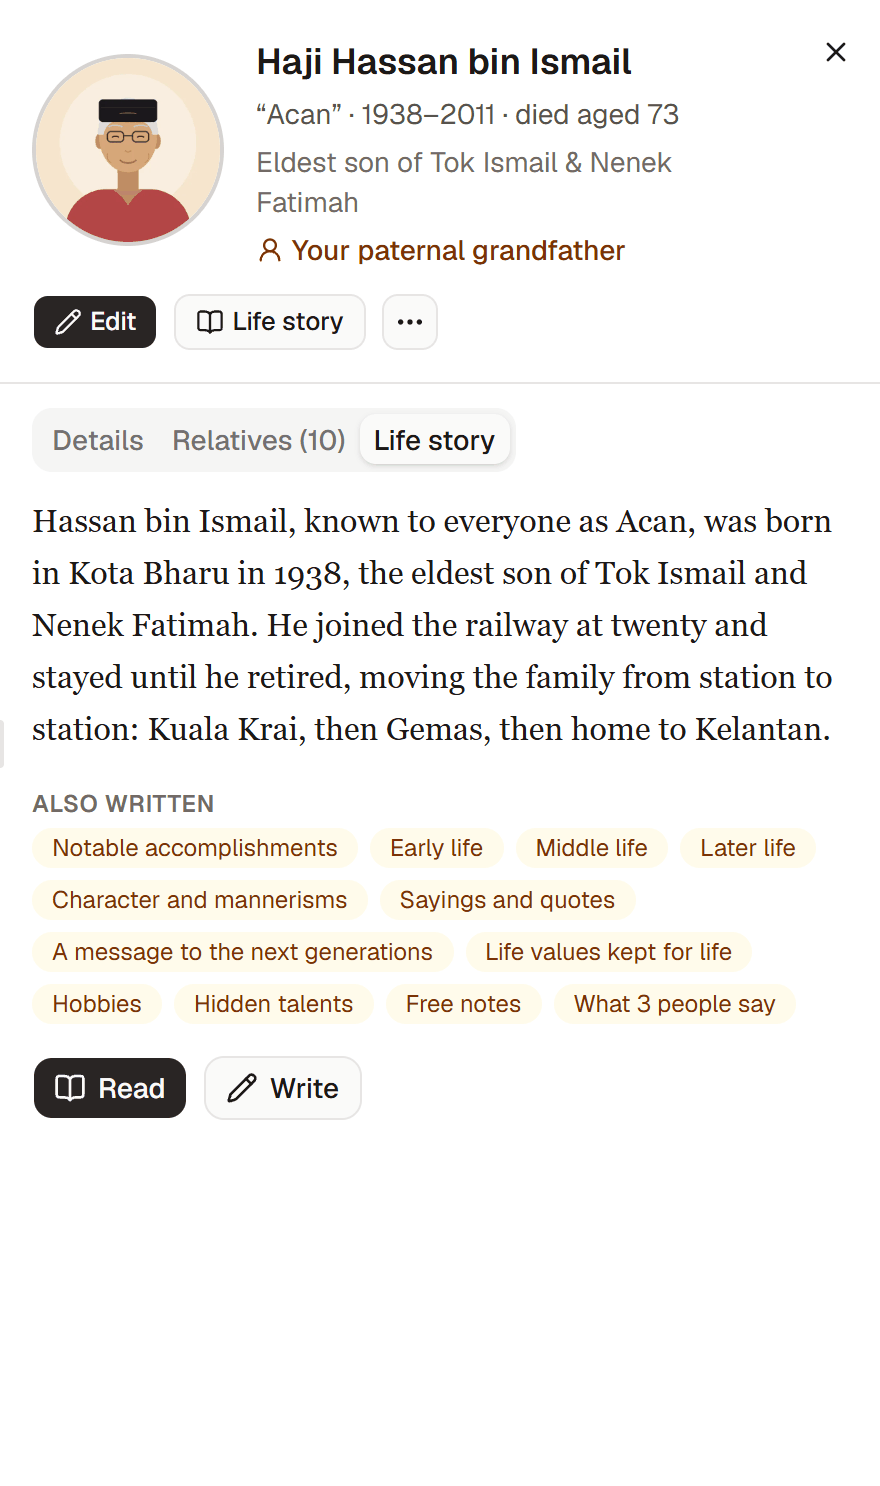 Haji Hassan bin Ismail
“Acan” · 1938–2011 · died aged 73
Eldest son of Tok Ismail & Nenek
Fatimah
Your paternal grandfather
Edit
Life story
Details
Relatives (10)
Life story
Hassan bin Ismail, known to everyone as Acan, was born
in Kota Bharu in 1938, the eldest son of Tok Ismail and
Nenek Fatimah. He joined the railway at twenty and
stayed until he retired, moving the family from station to
station: Kuala Krai, then Gemas, then home to Kelantan.
ALSO WRITTEN
Notable accomplishments
Early life
Middle life
Later life
Character and mannerisms
Sayings and quotes
A message to the next generations
Life values kept for life
Hobbies
Hidden talents
Free notes
What 3 people say
Read
Write